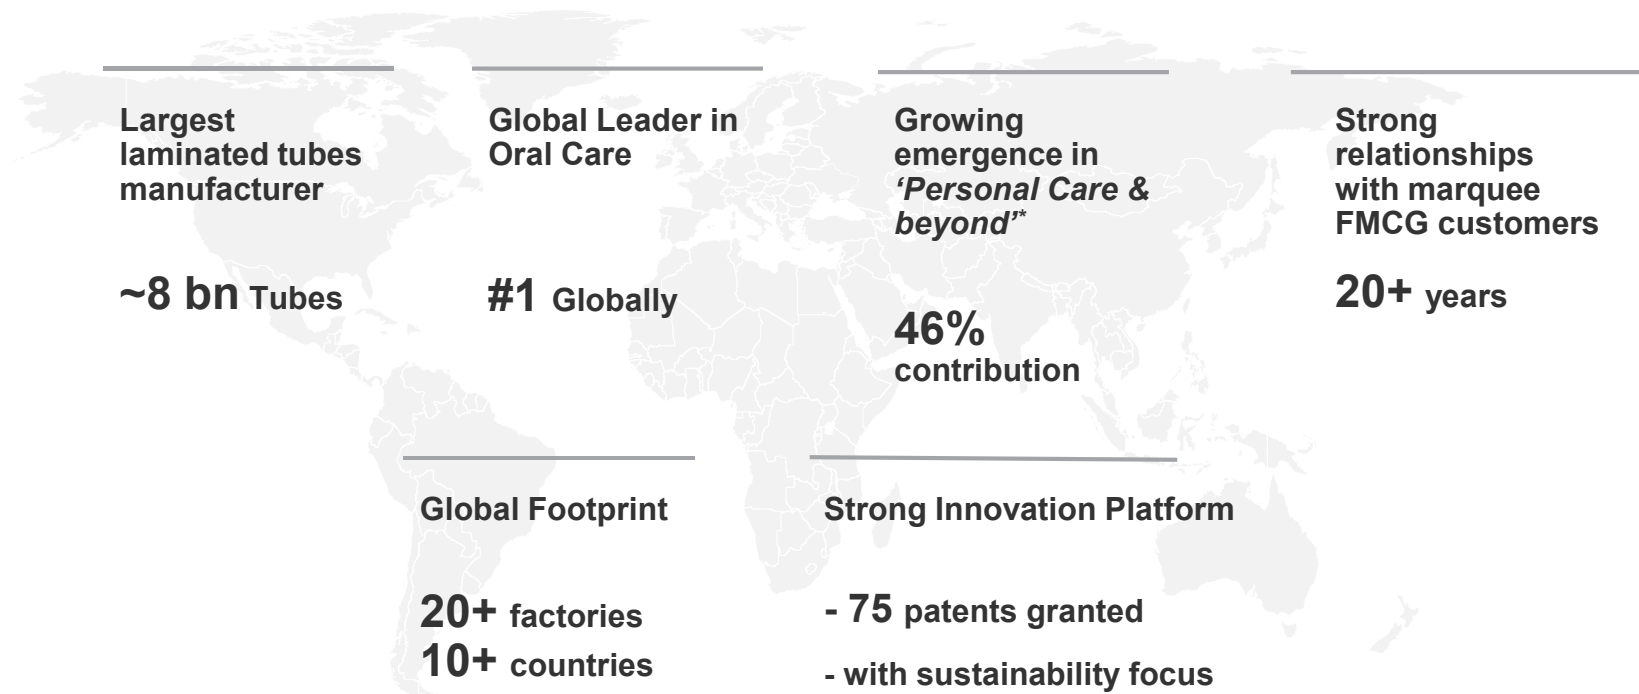 Largest
laminated tubes
manufacturer
~8 bn Tubes
Global Leader in
Oral Care
#1 Globally
Growing
emergence in
‘Personal Care &
beyond’*
46%
contribution
Strong
relationships
with marquee
FMCG customers
20+ years
Global Footprint
20+ factories
10+ countries
Strong Innovation Platform
- 75 patents granted
- with sustainability focus